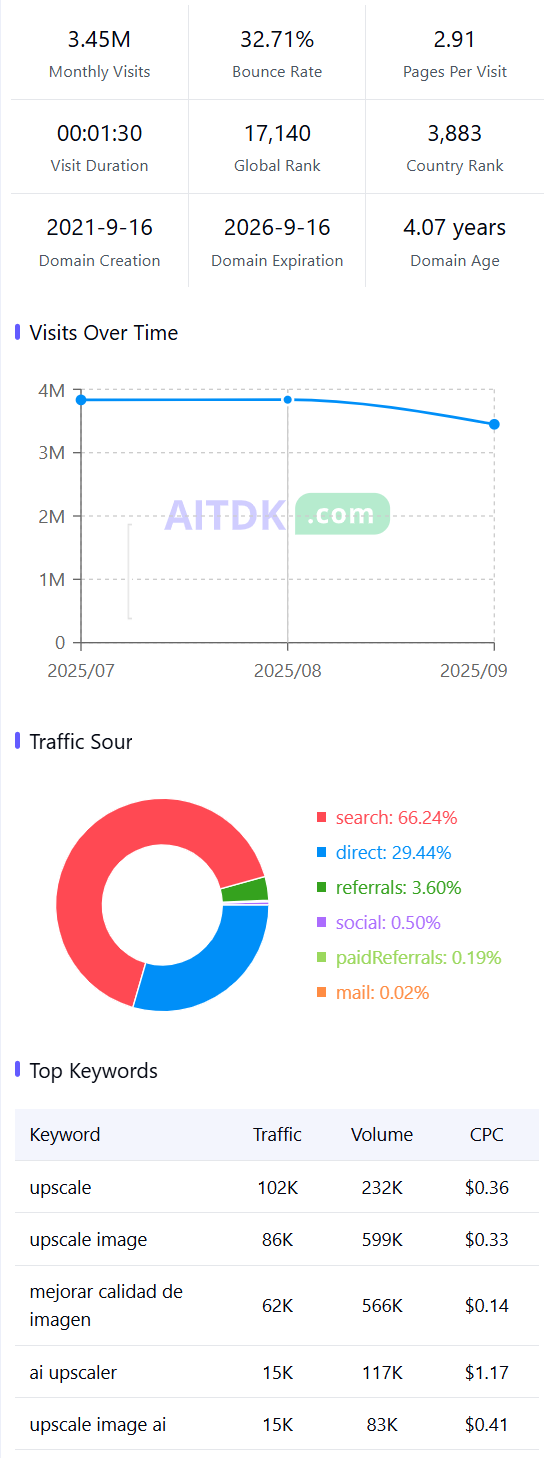 3.45M 32.71% 2.91
Monthly Visits Bounce Rate Pages Per Visit
00:01:30 17,140 3,883
Visit Duration Global Rank Country Rank
2021-9-16 2026-9-16 4.07 years
Domain Creation Domain Expiration Domain Age
Visits Over Time
4M
3M
2M
AITDK .com
1M
0
2025/07 2025/08 2025/09
Traffic Sour
search: 66.24%
direct: 29.44%
referrals: 3.60%
social: 0.50%
paidReferrals: 0.19%
mail: 0.02%
Top Keywords
Keyword Traffic Volume CPC
upscale 102K 232K $0.36
upscale image 86K 599K $0.33
mejorar calidad de
imagen 62K 566K $0.14
ai upscaler 15K 117K $1.17
upscale image ai 15K 83K $0.41